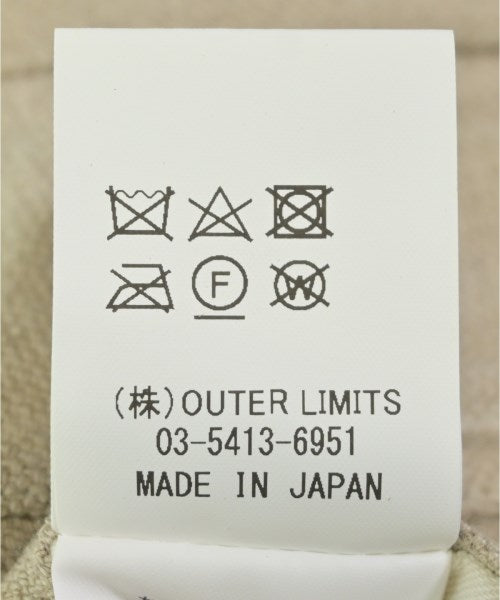 F W
(株)OUTER LIMITS
03-5413-6951
MADE IN JAPAN